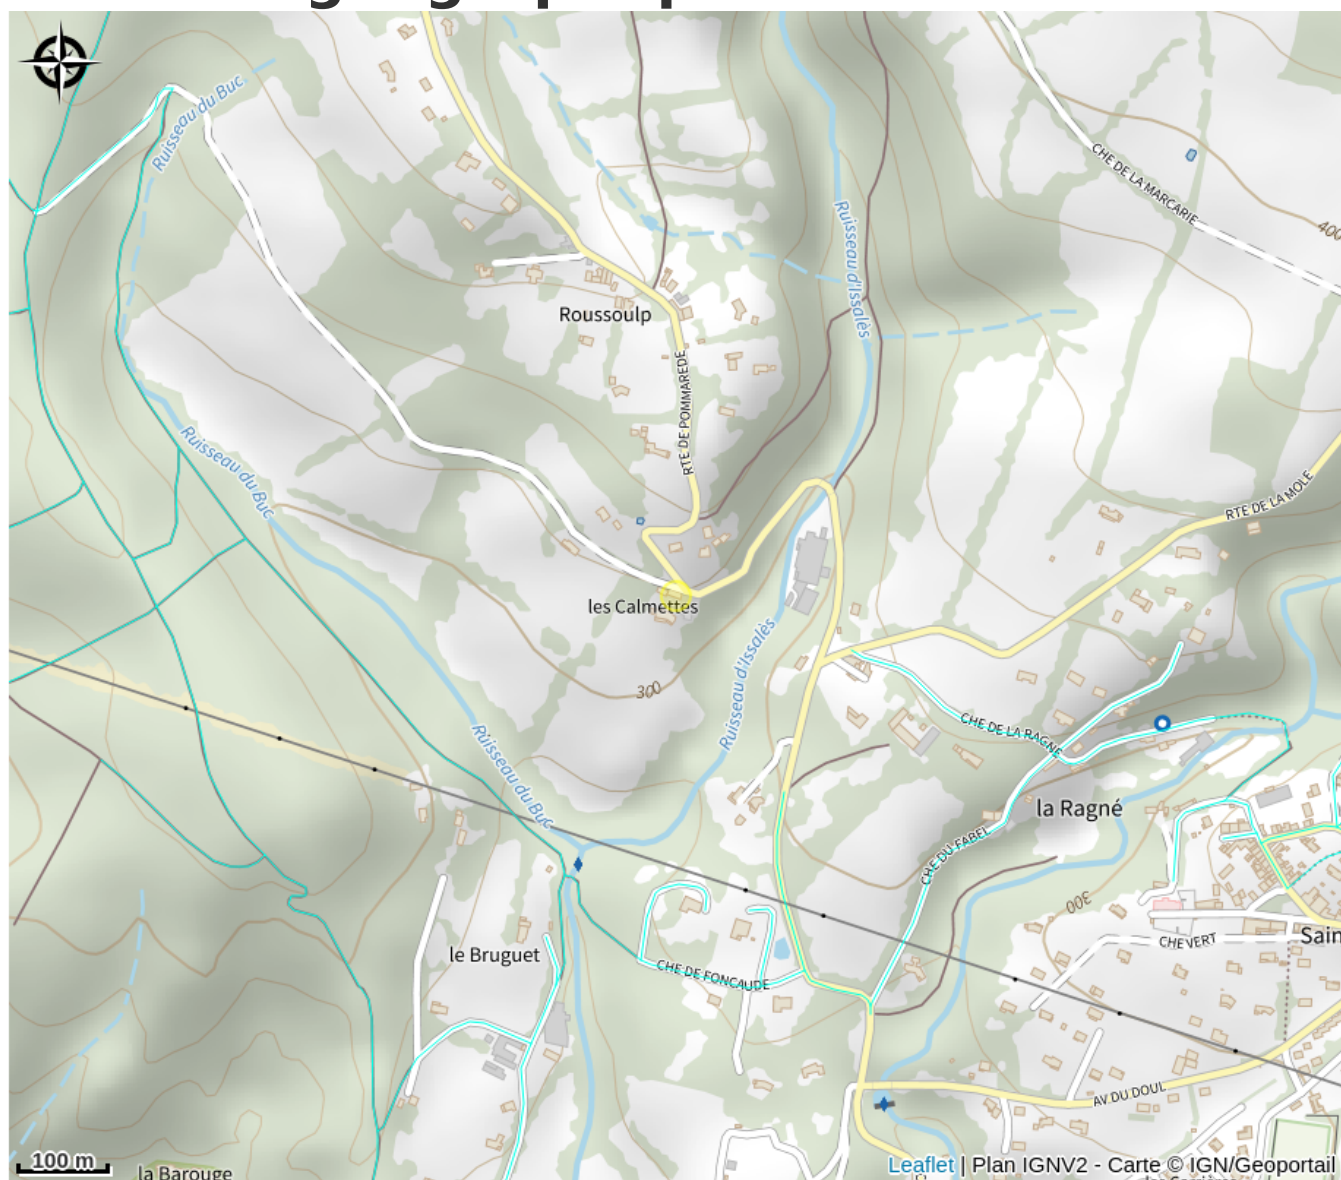 Ruisseau du Buc
CHE DE LA MARCARIE
400
Ruisseau d'Issalès
Roussoulp
RTE DE POMMAREDE
Ruisseau du Buc
RTE DE LA MOLE
les Calmettes
Ruisseau d'Issalès
300
CHE DE LA RAGNE
Ruisseau du Buc
la Ragné
CHE DU FABEL
300
CHE VERT
Sain
le Bruguet
CHE DE FONCAUDE
AV DU DOUL
100 m
la Barouge
Leaflet | Plan IGNV2 - Carte © IGN/Geoportail